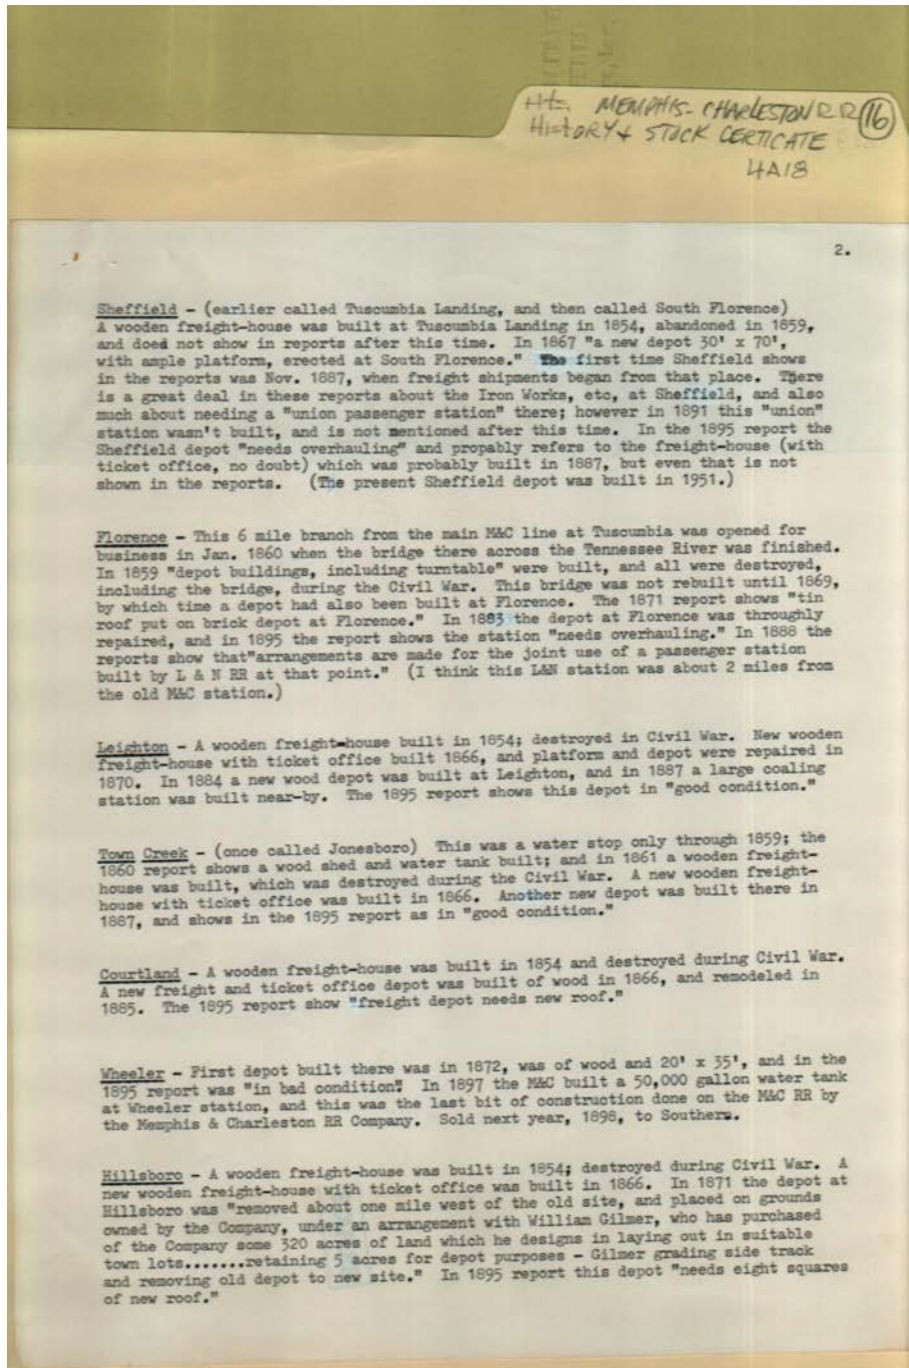 Hte. MEMPHIS-CHARLESTON RR 16
HistORY & STOCK CERTICATE
4A18
2.
Sheffield - (earlier called Tuscumbia Landing, and then called South Florence)
A wooden freight-house was built at Tuscumbia Landing in 1854, abandoned in 1859,
and does not show in reports after this time. In 1867 "a new depot 30' x 70',
with ample platform, erected at South Florence." The first time Sheffield shows
in the reports was Nov. 1887, when freight shipments began from that place. There
is a great deal in these reports about the Iron Works, etc, at Sheffield, and also
much about needing a "union passenger station" there; however in 1891 this "union"
station wasn't built, and is not mentioned after this time. In the 1895 report the
Sheffield depot "needs overhauling" and propably refers to the freight-house (with
ticket office, no doubt) which was probably built in 1887, but even that is not
shown in the reports. (The present Sheffield depot was built in 1951.)
Florence - This 6 mile branch from the main M&C line at Tuscumbia was opened for
business in Jan. 1860 when the bridge there across the Tennessee River was finished.
In 1859 "depot buildings, including turntable" were built, and all were destroyed,
including the bridge, during the Civil War. This bridge was not rebuilt until 1869,
by which time a depot had also been built at Florence. The 1871 report shows "tin
roof put on brick depot at Florence." In 1883 the depot at Florence was throughly
repaired, and in 1895 the report shows the station "needs overhauling." In 1888 the
reports show that"arrangements are made for the joint use of a passenger station
built by L & N RR at that point." (I think this L&N station was about 2 miles from
the old M&C station.)
Leighton - A wooden freight-house built in 1854; destroyed in Civil War. New wooden
freight-house with ticket office built 1866, and platform and depot were repaired in
1870. In 1884 a new wood depot was built at Leighton, and in 1887 a large coaling
station was built near-by. The 1895 report shows this depot in "good condition."
Town Creek - (once called Jonesboro) This was a water stop only through 1859; the
1860 report shows a wood shed and water tank built; and in 1861 a wooden freight-
house was built, which was destroyed during the Civil War. A new wooden freight-
house with ticket office was built in 1866. Another new depot was built there in
1887, and shows in the 1895 report as in "good condition."
Courtland - A wooden freight-house was built in 1854 and destroyed during Civil War.
A new freight and ticket office depot was built of wood in 1866, and remodeled in
1885. The 1895 report show "freight depot needs new roof."
Wheeler - First depot built there was in 1872, was of wood and 20' x 35', and in the
1895 report was "in bad condition". In 1897 the M&C built a 50,000 gallon water tank
at Wheeler station, and this was the last bit of construction done on the M&C RR by
the Memphis & Charleston RR Company. Sold next year, 1898, to Southern.
Hillsboro - A wooden freight-house was built in 1854; destroyed during Civil War. A
new wooden freight-house with ticket office was built in 1866. In 1871 the depot at
Hillsboro was "removed about one mile west of the old site, and placed on grounds
owned by the Company, under an arrangement with William Gilmer, who has purchased
of the Company some 320 acres of land which he designs in laying out in suitable
town lots.......retaining 5 acres for depot purposes - Gilmer grading side track
and removing old depot to new site." In 1895 report this depot "needs eight squares
of new roof."